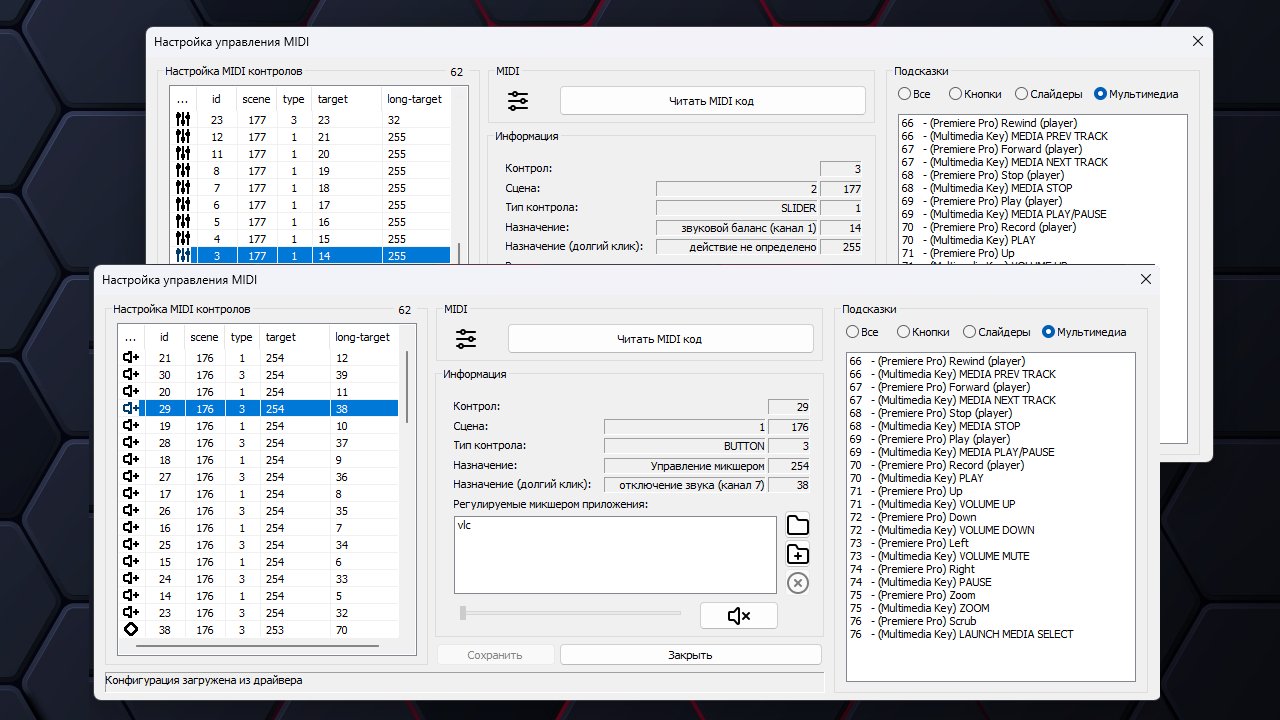 Настройка управления MIDI
Настройка MIDI контролов 62
... id scene type target long-target
23 177 3 23 32
12 177 1 21 255
11 177 1 20 255
8 177 1 19 255
7 177 1 18 255
6 177 1 17 255
5 177 1 16 255
4 177 1 15 255
3 177 1 14 255
MIDI
Читать MIDI код
Информация
Контрол: 3
Сцена: 2 177
Тип контрола: SLIDER 1
Назначение: звуковой баланс (канал 1) 14
Назначение (долгий клик): действие не определено 255
Подсказки
Все Кнопки Слайдеры Мультимедиа
66 - (Premiere Pro) Rewind (player)
66 - (Multimedia Key) MEDIA PREV TRACK
67 - (Premiere Pro) Forward (player)
67 - (Multimedia Key) MEDIA NEXT TRACK
68 - (Premiere Pro) Stop (player)
68 - (Multimedia Key) MEDIA STOP
69 - (Premiere Pro) Play (player)
69 - (Multimedia Key) MEDIA PLAY/PAUSE
70 - (Premiere Pro) Record (player)
70 - (Multimedia Key) PLAY
71 - (Premiere Pro) Up
Настройка управления MIDI
Настройка MIDI контролов 62
... id scene type target long-target
21 176 1 254 12
30 176 3 254 39
20 176 1 254 11
29 176 3 254 38
19 176 1 254 10
28 176 3 254 37
18 176 1 254 9
27 176 3 254 36
17 176 1 254 8
26 176 3 254 35
16 176 1 254 7
25 176 3 254 34
15 176 1 254 6
24 176 3 254 33
14 176 1 254 5
23 176 3 254 32
38 176 3 253 70
MIDI
Читать MIDI код
Информация
Контрол: 29
Сцена: 1 176
Тип контрола: BUTTON 3
Назначение: Управление микшером 254
Назначение (долгий клик): отключение звука (канал 7) 38
Регулируемые микшером приложения:
vlc
Сохранить Закрыть
Подсказки
Все Кнопки Слайдеры Мультимедиа
66 - (Premiere Pro) Rewind (player)
66 - (Multimedia Key) MEDIA PREV TRACK
67 - (Premiere Pro) Forward (player)
67 - (Multimedia Key) MEDIA NEXT TRACK
68 - (Premiere Pro) Stop (player)
68 - (Multimedia Key) MEDIA STOP
69 - (Premiere Pro) Play (player)
69 - (Multimedia Key) MEDIA PLAY/PAUSE
70 - (Premiere Pro) Record (player)
70 - (Multimedia Key) PLAY
71 - (Premiere Pro) Up
71 - (Multimedia Key) VOLUME UP
72 - (Premiere Pro) Down
72 - (Multimedia Key) VOLUME DOWN
73 - (Premiere Pro) Left
73 - (Multimedia Key) VOLUME MUTE
74 - (Premiere Pro) Right
74 - (Multimedia Key) PAUSE
75 - (Premiere Pro) Zoom
75 - (Multimedia Key) ZOOM
76 - (Premiere Pro) Scrub
76 - (Multimedia Key) LAUNCH MEDIA SELECT
Конфигурация загружена из драйвера